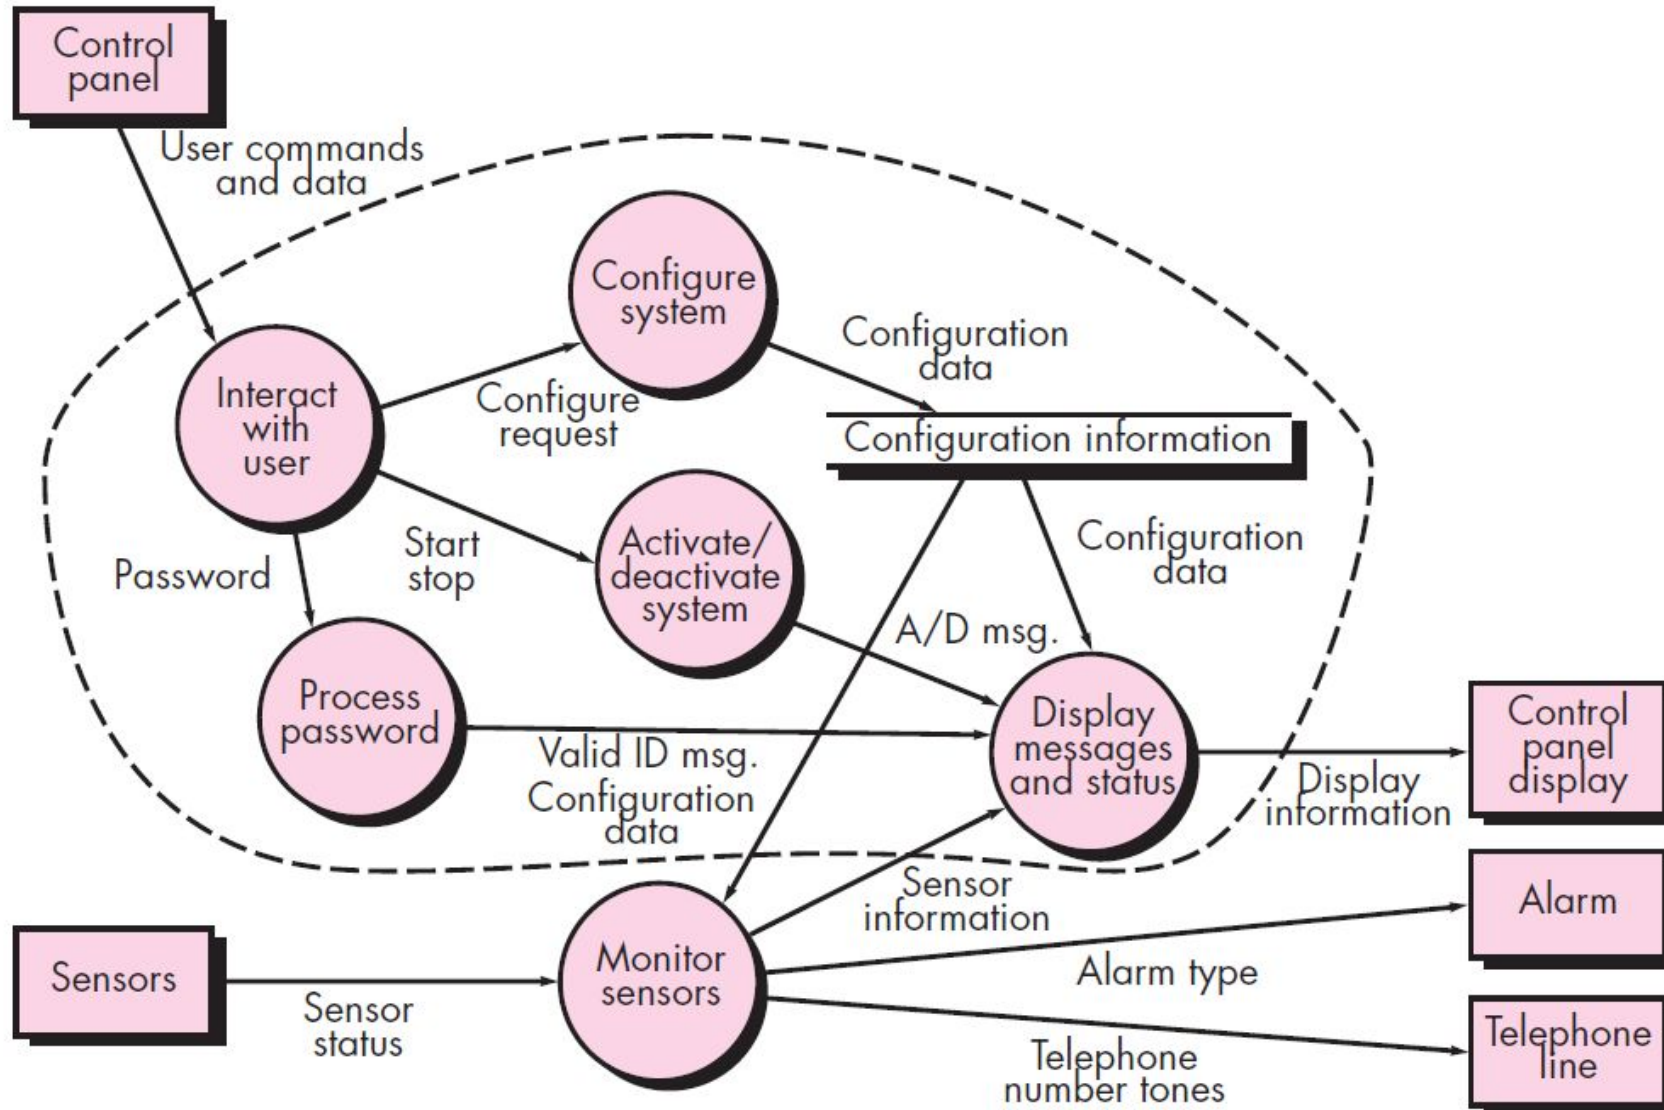 Control
panel
User commands
and data
Configure
system
Configuration
data
Interact
with
user
Configure
request
Configuration information
Password
Start
stop
Activate/
deactivate
system
Configuration
data
A/D msg.
Process
password
Valid ID msg.
Configuration
data
Display
messages
and status
Control
panel
display
Display
information
Sensor
information
Alarm
Sensors
Sensor
status
Monitor
sensors
Alarm type
Telephone
number tones
Telephone
line